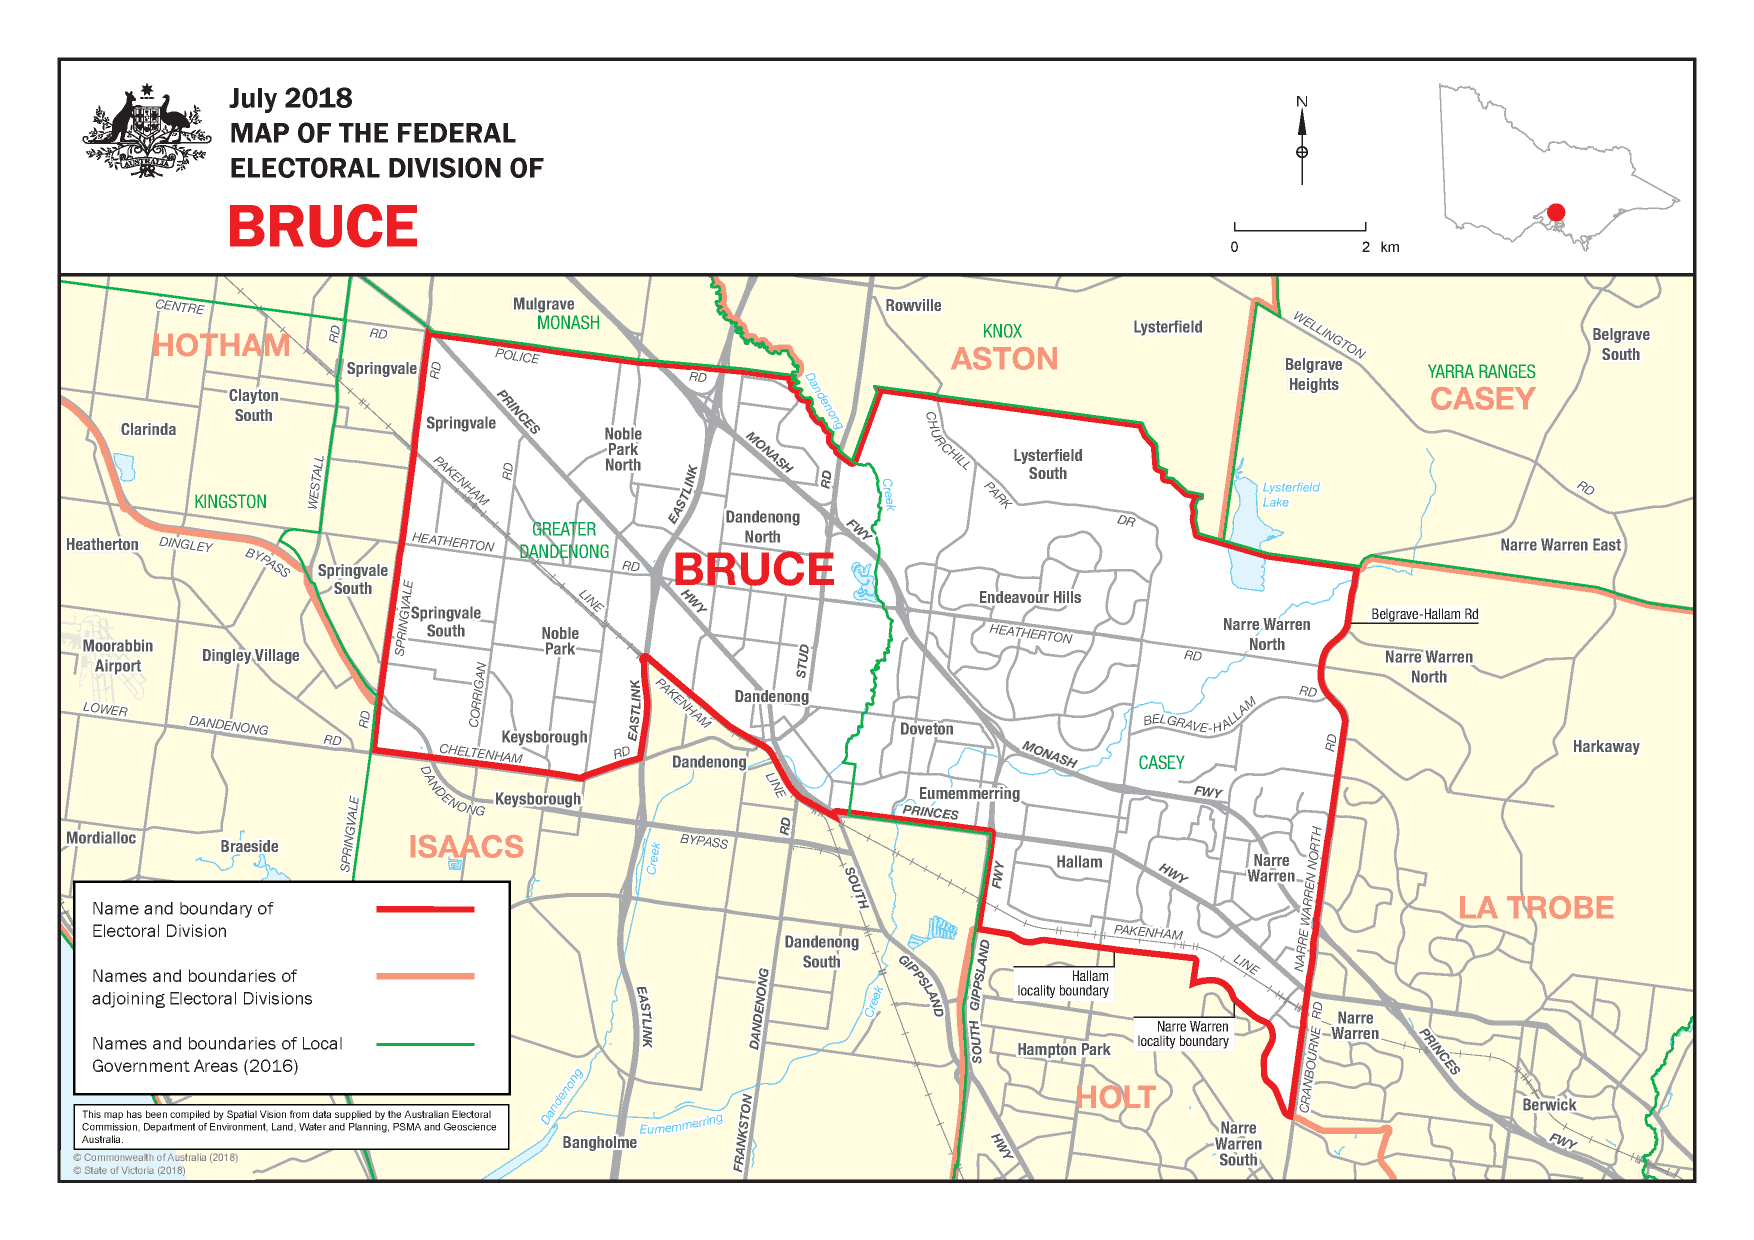 July 2018
MAP OF THE FEDERAL
ELECTORAL DIVISION OF
BRUCE
AUSTRALIA
N
0 2 km
CENTRE
RD
HOTHAM
RD
Springvale
Clayton
South
Clarinda
KINGSTON
WESTALL
Heatherton
DINGLEY
BYPASS
Springvale
South
Moorabbin
Airport
Dingley Village
LOWER
DANDENONG
RD
RD
Mordialloc
Braeside
SPRINGVALE
Mulgrave
MONASH
POLICE
RD
RD
PRINCES
Springvale
Noble
Park
North
PAKENHAM
RD
HEATHERTON
GREATER
DANDENONG
RD
LINE
SPRINGVALE
Springvale
South
Noble
Park
CORRIGAN
Keysborough
CHELTENHAM
RD
EASTLINK
EASTLINK
MONASH
RD
FWY
Dandenong
North
BRUCE
HWY
STUD
Dandenong
PAKENHAM
Dandenong
LINE
Keysborough
DANDENONG
BYPASS
RD
ISAACS
Creek
SOUTH
Dandenong
South
GIPPSLAND
Creek
EASTLINK
DANDENONG
FRANKSTON
Dandenong
Eumemmerring
Bangholme
HWY
Rowville
KNOX
ASTON
Lysterfield
Dandenong
Creek
CHURCHILL
PARK
DR
Lysterfield
South
WELLINGTON
Belgrave
Heights
Belgrave
South
YARRA RANGES
CASEY
RD
Lysterfield
Lake
Narre Warren East
Endeavour Hills
HEATHERTON
RD
Narre Warren
North
Belgrave-Hallam Rd
Narre Warren
North
RD
BELGRAVE-HALLAM
RD
Doveton
MONASH
CASEY
FWY
Harkaway
Eumemmerring
PRINCES
Hallam
FWY
HWY
Narre
Warren
NARRE WARREN NORTH
LA TROBE
PAKENHAM
LINE
Hallam
locality boundary
SOUTH GIPPSLAND
Narre Warren
locality boundary
Hampton Park
HOLT
CRANBOURNE RD
Narre
Warren
PRINCES
Berwick
FWY
Narre
Warren
South
Name and boundary of
Electoral Division
Names and boundaries of
adjoining Electoral Divisions
Names and boundaries of Local
Government Areas (2016)
This map has been compiled by Spatial Vision from data supplied by the Australian Electoral
Commission, Department of Environment, Land, Water and Planning, PSMA and Geoscience
Australia.
© Commonwealth of Australia (2018)
© State of Victoria (2018)